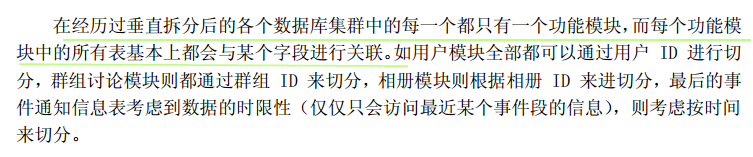 在经历过垂直拆分后的各个数据库集群中的每一个都只有一个功能模块，而每个功能模
块中的所有表基本上都会与某个字段进行关联。如用户模块全部都可以通过用户 ID 进行切
分，群组讨论模块则都通过群组 ID 来切分，相册模块则根据相册 ID 来进切分，最后的事
件通知信息表考虑到数据的时限性（仅仅只会访问最近某个事件段的信息），则考虑按时间
来切分。